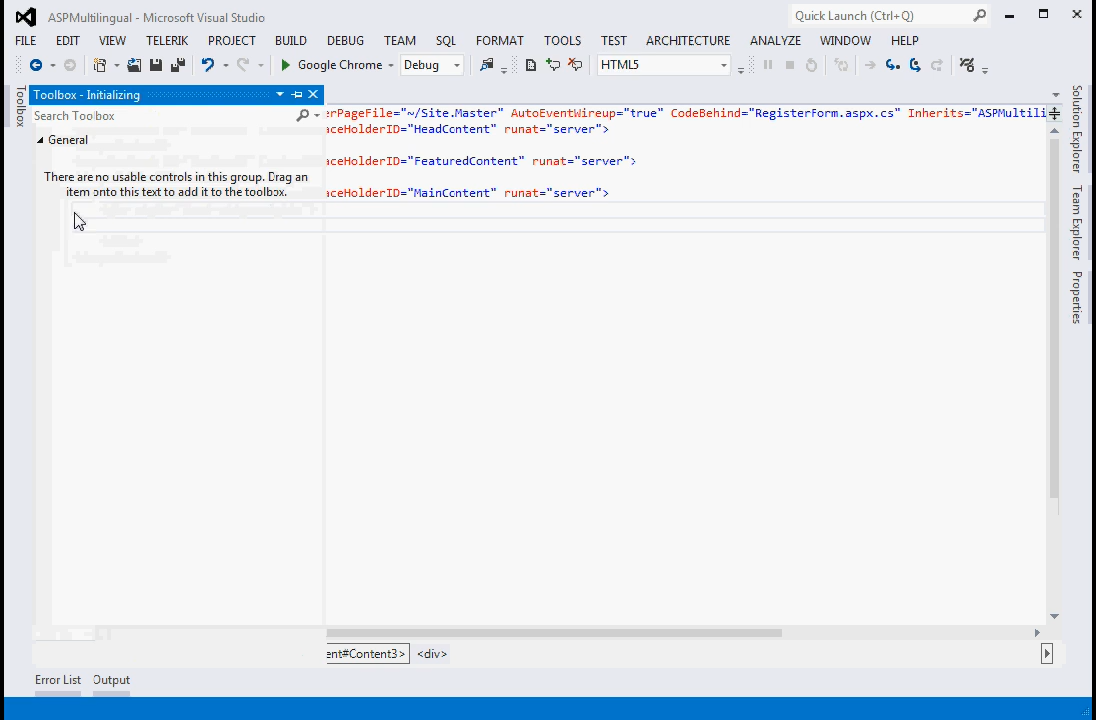 ASPMultilingual - Microsoft Visual Studio
Quick Launch (Ctrl+Q)
FILE EDIT VIEW TELERIK PROJECT BUILD DEBUG TEAM SQL FORMAT TOOLS TEST ARCHITECTURE ANALYZE WINDOW HELP
Google Chrome Debug HTML5
Toolbox
Toolbox - Initializing
Search Toolbox
General
There are no usable controls in this group. Drag an
item onto this text to add it to the toolbox.
erPageFile="~/Site.Master" AutoEventWireup="true" CodeBehind="RegisterForm.aspx.cs" Inherits="ASPMultili
aceHolderID="HeadContent" runat="server">
aceHolderID="FeaturedContent" runat="server">
aceHolderID="MainContent" runat="server">
Solution Explorer
Team Explorer
Properties
ent#Content3> <div>
Error List Output